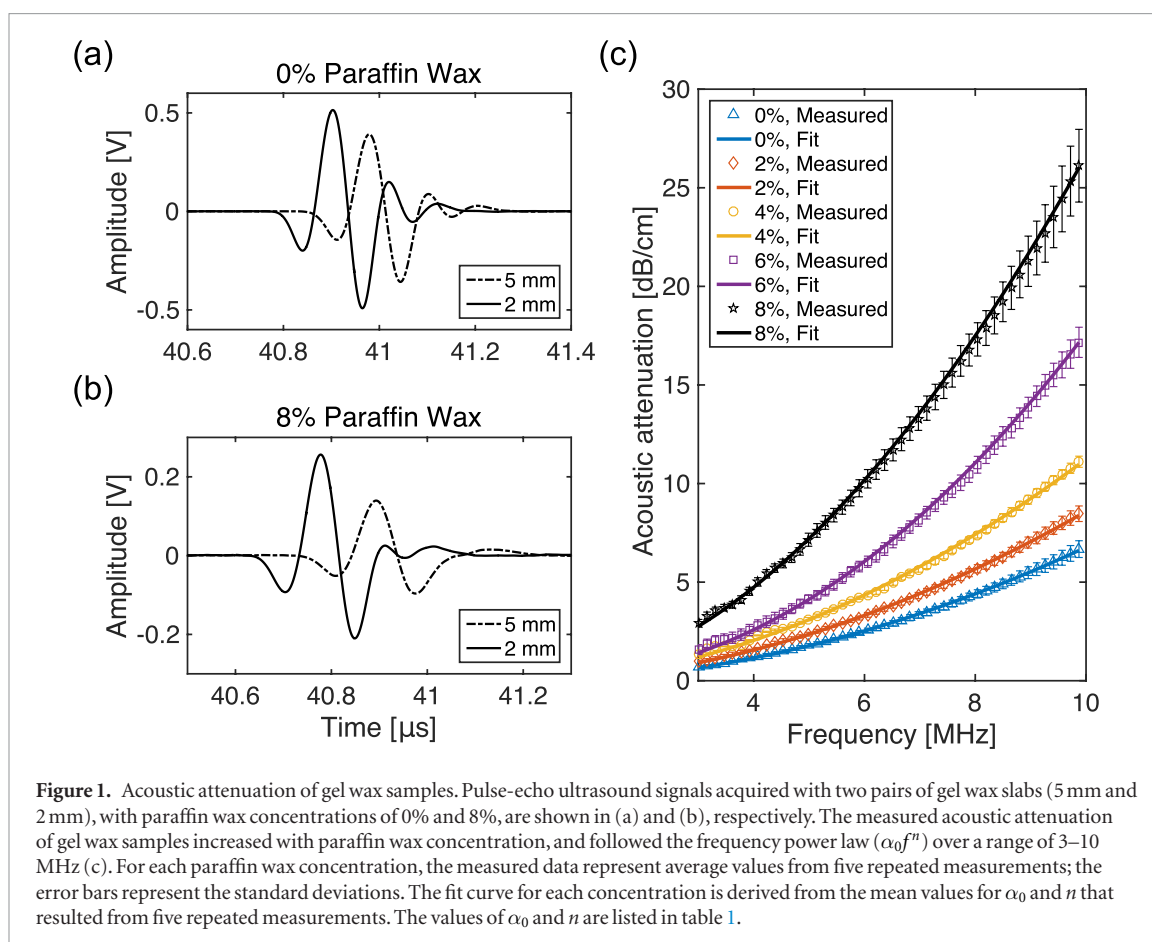 (a)
0% Paraffin Wax
Amplitude [V]
0.5
0
-0.5
40.6 40.8 41 41.2 41.4
5 mm
2 mm
(b)
8% Paraffin Wax
Amplitude [V]
0.2
0
-0.2
40.6 40.8 41 41.2
Time [μs]
5 mm
2 mm
(c)
Acoustic attenuation [dB/cm]
30
25
20
15
10
5
0
4 6 8 10
Frequency [MHz]
0%, Measured
0%, Fit
2%, Measured
2%, Fit
4%, Measured
4%, Fit
6%, Measured
6%, Fit
8%, Measured
8%, Fit
Figure 1. Acoustic attenuation of gel wax samples. Pulse-echo ultrasound signals acquired with two pairs of gel wax slabs (5 mm and
2 mm), with paraffin wax concentrations of 0% and 8%, are shown in (a) and (b), respectively. The measured acoustic attenuation
of gel wax samples increased with paraffin wax concentration, and followed the frequency power law (α₀fⁿ) over a range of 3–10
MHz (c). For each paraffin wax concentration, the measured data represent average values from five repeated measurements; the
error bars represent the standard deviations. The fit curve for each concentration is derived from the mean values for α₀ and n that
resulted from five repeated measurements. The values of α₀ and n are listed in table 1.